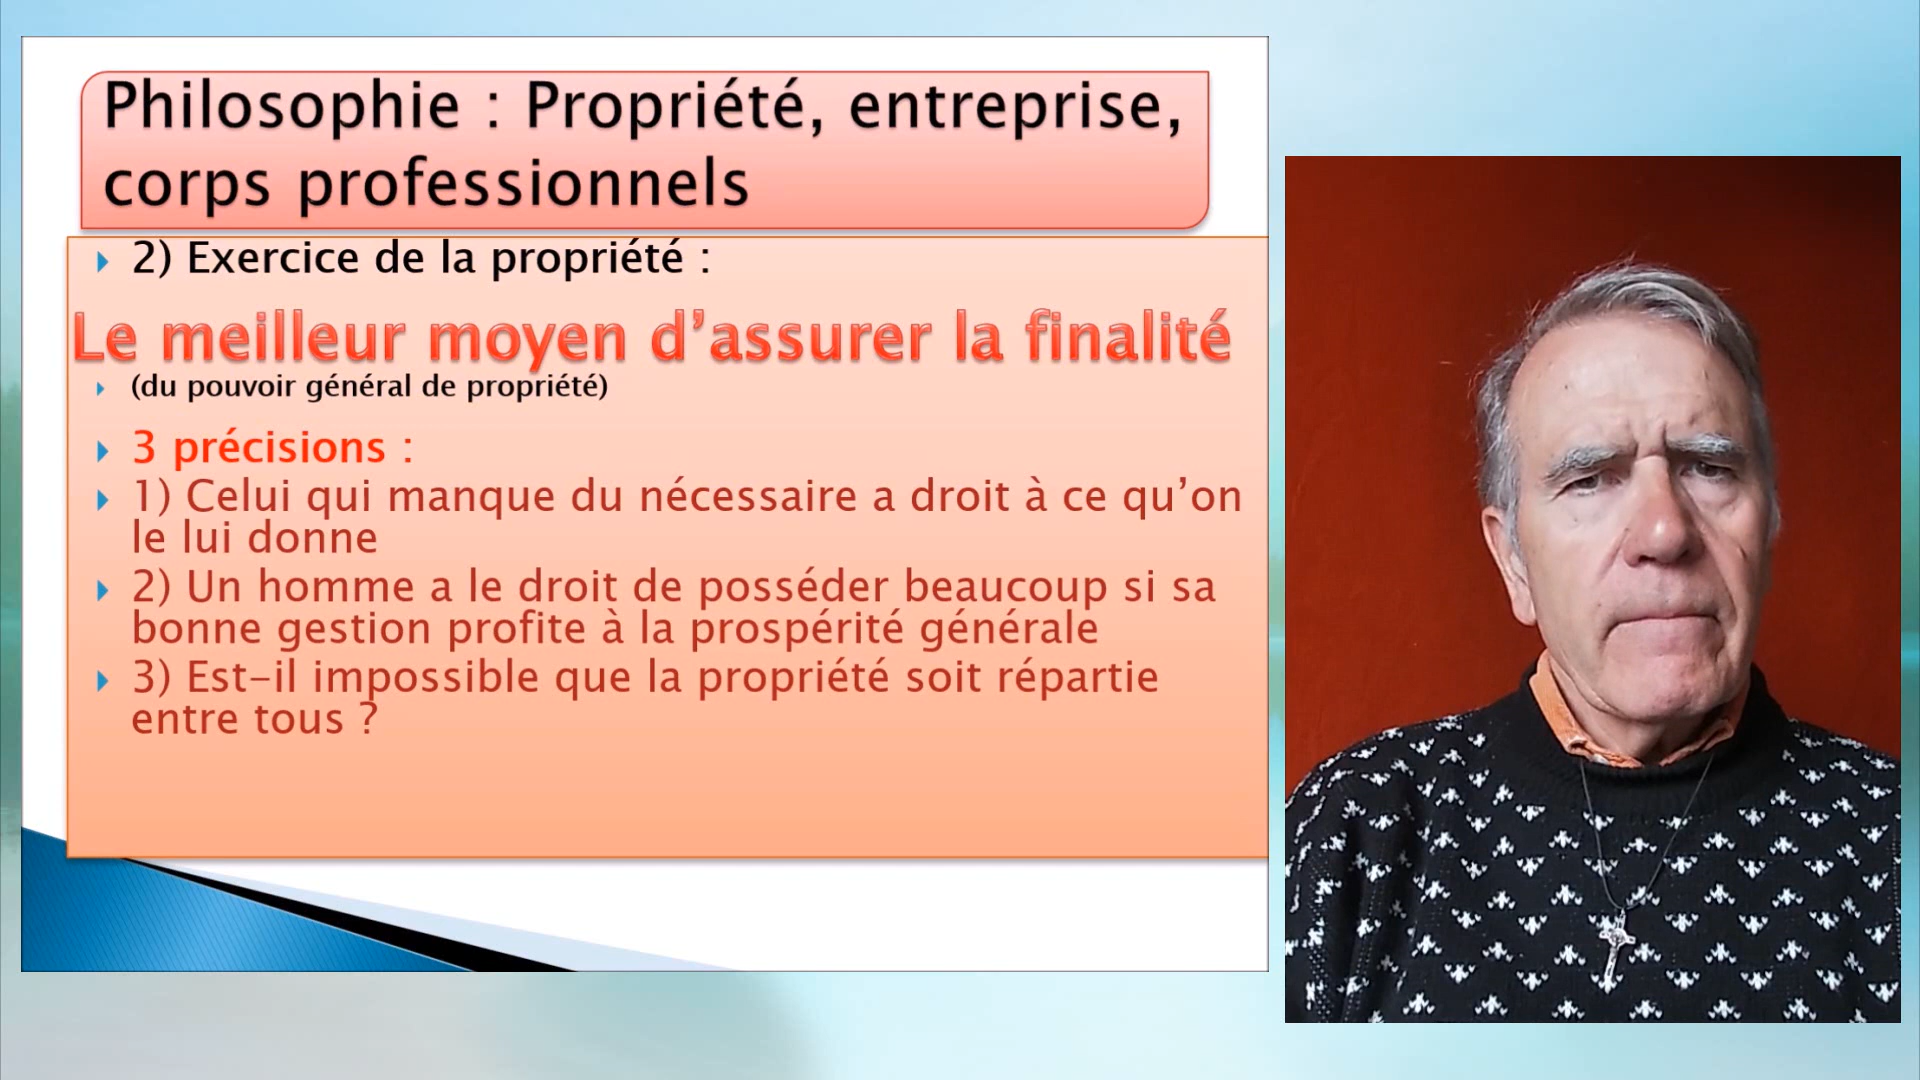 Philosophie : Propriété, entreprise,
corps professionnels
2) Exercice de la propriété :
Le meilleur moyen d’assurer la finalité
(du pouvoir général de propriété)
3 précisions :
1) Celui qui manque du nécessaire a droit à ce qu’on
le lui donne
2) Un homme a le droit de posséder beaucoup si sa
bonne gestion profite à la prospérité générale
3) Est-il impossible que la propriété soit répartie
entre tous ?